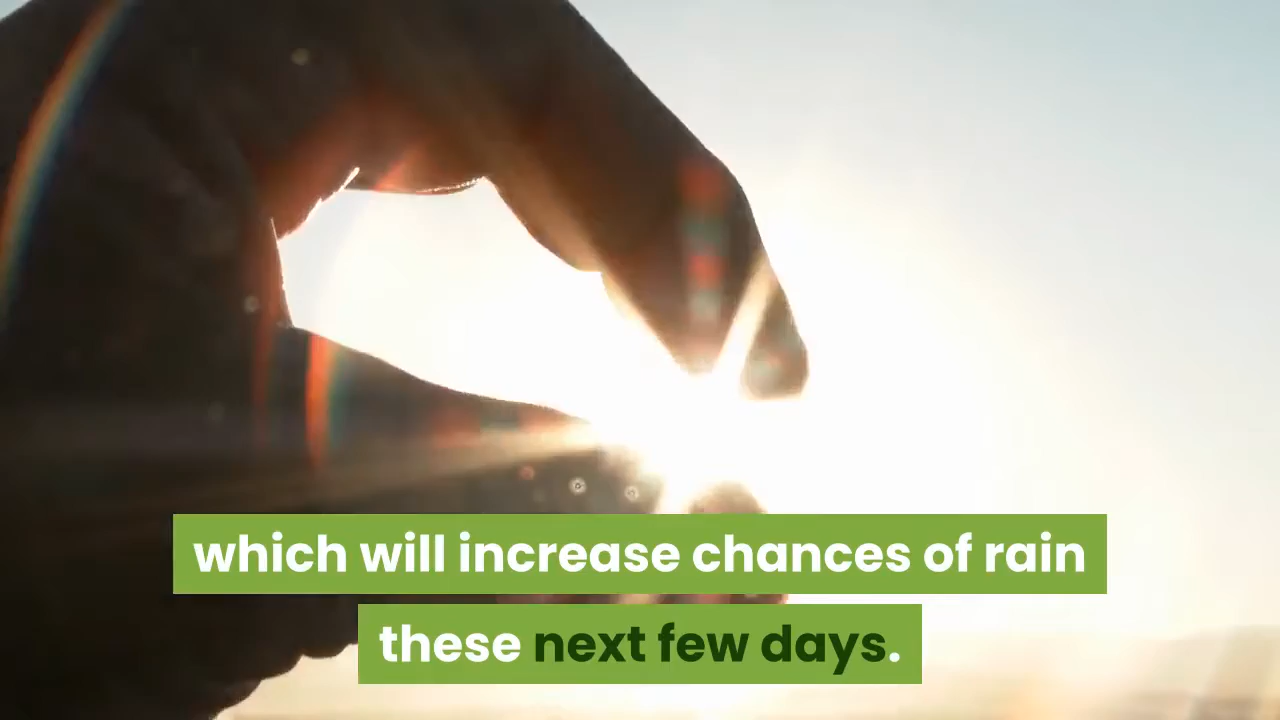 which will increase chances of rain
these next few days.